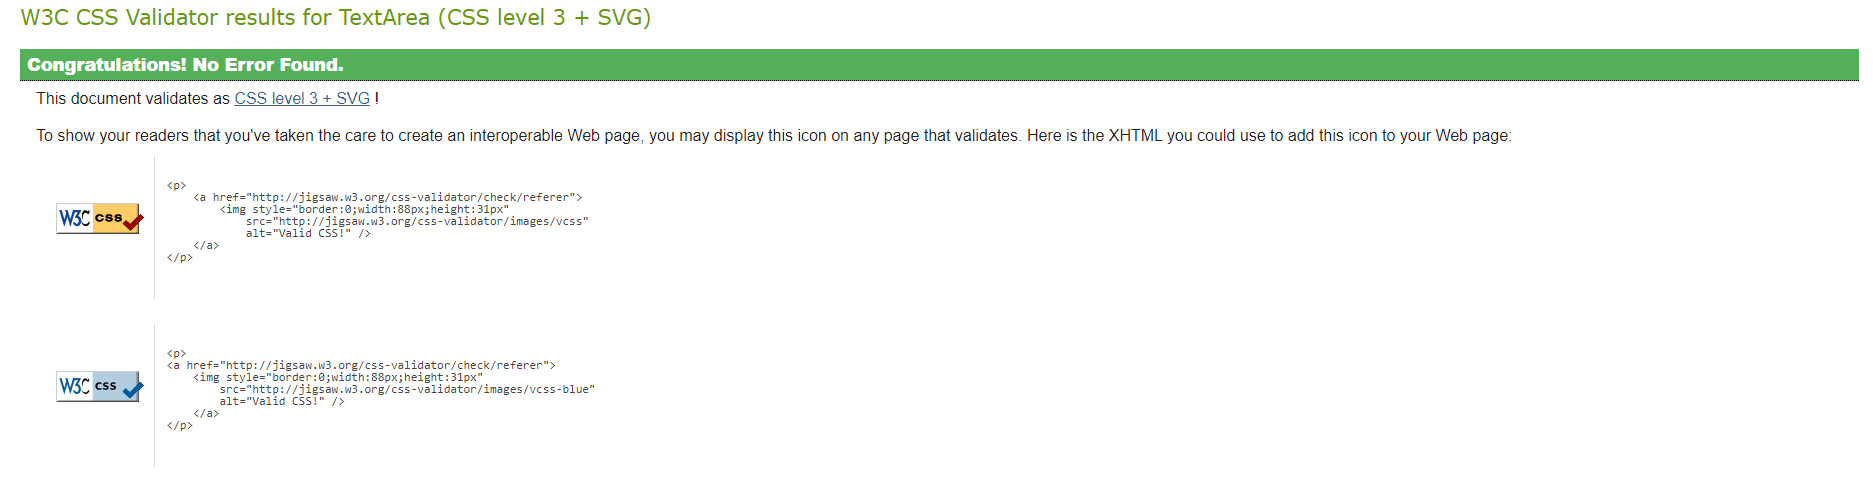 W3C CSS Validator results for TextArea (CSS level 3 + SVG)
Congratulations! No Error Found.
This document validates as CSS level 3 + SVG !
To show your readers that you've taken the care to create an interoperable Web page, you may display this icon on any page that validates. Here is the XHTML you could use to add this icon to your Web page:
W3C css
<p>
    <a href="http://jigsaw.w3.org/css-validator/check/referer">
        <img style="border:0;width:88px;height:31px"
            src="http://jigsaw.w3.org/css-validator/images/vcss"
            alt="Valid CSS!" />
    </a>
</p>
W3C css
<p>
<a href="http://jigsaw.w3.org/css-validator/check/referer">
    <img style="border:0;width:88px;height:31px"
        src="http://jigsaw.w3.org/css-validator/images/vcss-blue"
        alt="Valid CSS!" />
    </a>
</p>